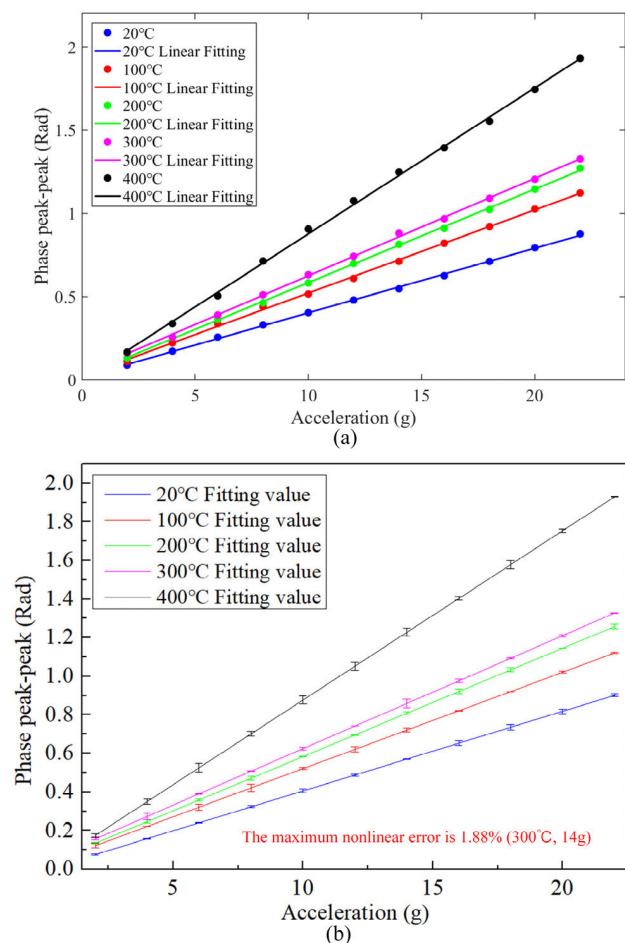 2
1.5
1
0.5
0
Phase peak-peak (Rad)
20℃
20℃ Linear Fitting
100℃
100℃ Linear Fitting
200℃
200℃ Linear Fitting
300℃
300℃ Linear Fitting
400℃
400℃ Linear Fitting
0 5 10 15 20
Acceleration (g)
(a)
2.0
1.8
1.6
1.4
1.2
1.0
0.8
0.6
0.4
0.2
0.0
Phase peak-peak (Rad)
20℃ Fitting value
100℃ Fitting value
200℃ Fitting value
300℃ Fitting value
400℃ Fitting value
The maximum nonlinear error is 1.88% (300℃, 14g)
5 10 15 20
Acceleration (g)
(b)